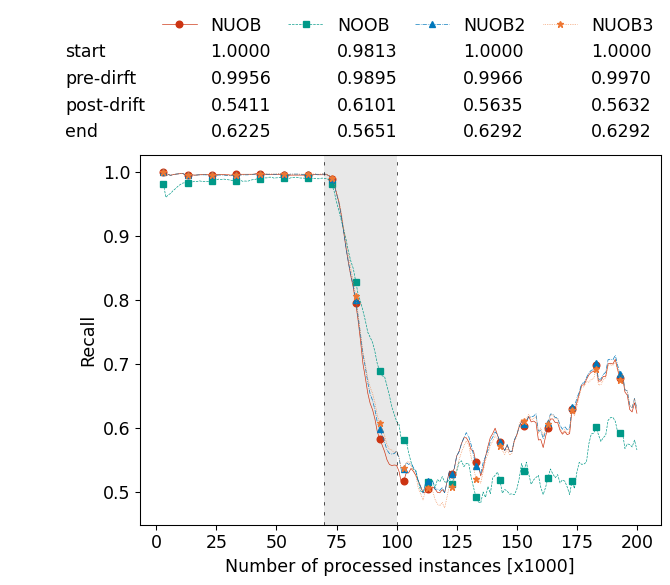 NUOB NOOB NUOB2 NUOB3
start 1.0000 0.9813 1.0000 1.0000
pre-dirft 0.9956 0.9895 0.9966 0.9970
post-drift 0.5411 0.6101 0.5635 0.5632
end 0.6225 0.5651 0.6292 0.6292
1.0
0.9
0.8
0.7
0.6
0.5
Recall
0 25 50 75 100 125 150 175 200
Number of processed instances [x1000]